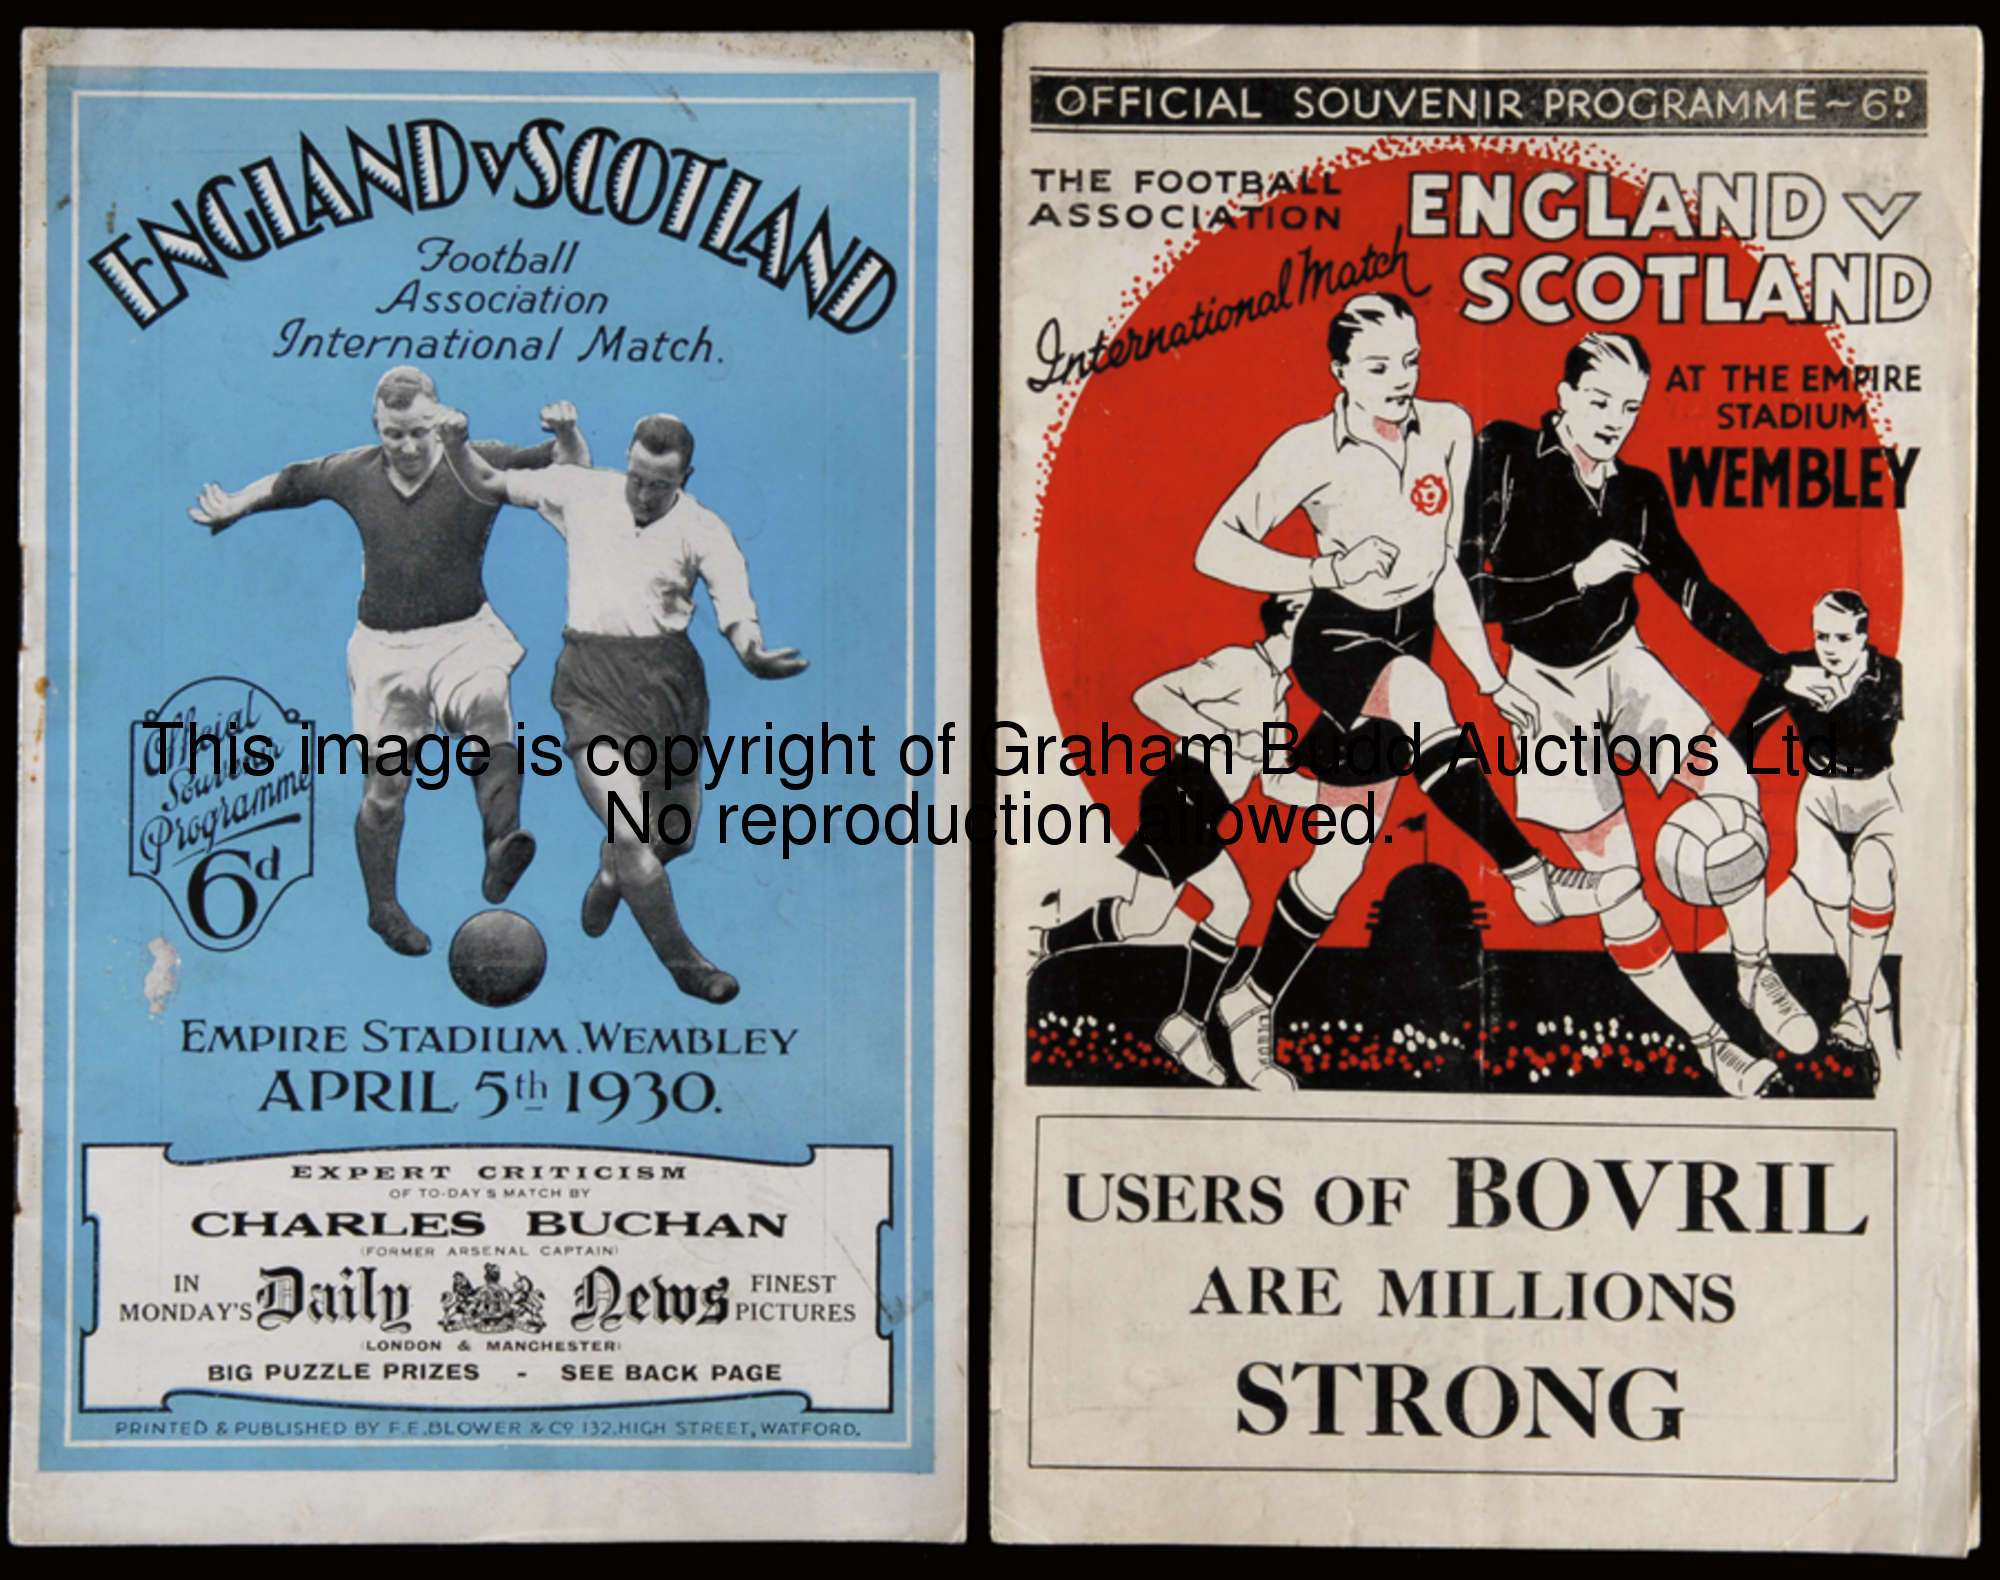 ENGLAND v SCOTLAND
Football
Association
International Match.
Official
Souvenir
Programme
6d
EMPIRE STADIUM. WEMBLEY
APRIL 5th 1930.
EXPERT CRITICISM
OF TO-DAY'S MATCH BY
CHARLES BUCHAN
(FORMER ARSENAL CAPTAIN)
IN MONDAY'S Daily News FINEST PICTURES
(LONDON & MANCHESTER)
BIG PUZZLE PRIZES - SEE BACK PAGE
PRINTED & PUBLISHED BY F.E.BLOWER & Co 132.HIGH STREET, WATFORD.
OFFICIAL SOUVENIR PROGRAMME ~ 6D.
THE FOOTBALL
ASSOCIATION
International Match
ENGLAND v
SCOTLAND
AT THE EMPIRE
STADIUM
WEMBLEY
USERS OF BOVRIL
ARE MILLIONS
STRONG
This image is copyright of Graham Budd Auctions Ltd.
No reproduction allowed.